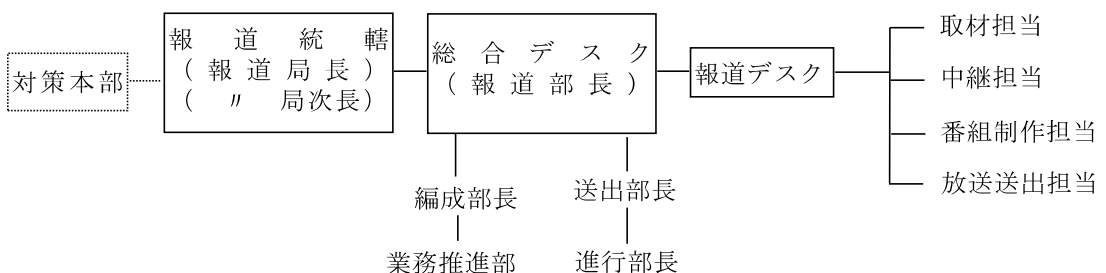 対策本部
報道統轄
(報道局長)
(〃 局次長)
総合デスク
(報道部長)
報道デスク
取材担当
中継担当
番組制作担当
放送送出担当
編成部長
業務推進部
送出部長
進行部長